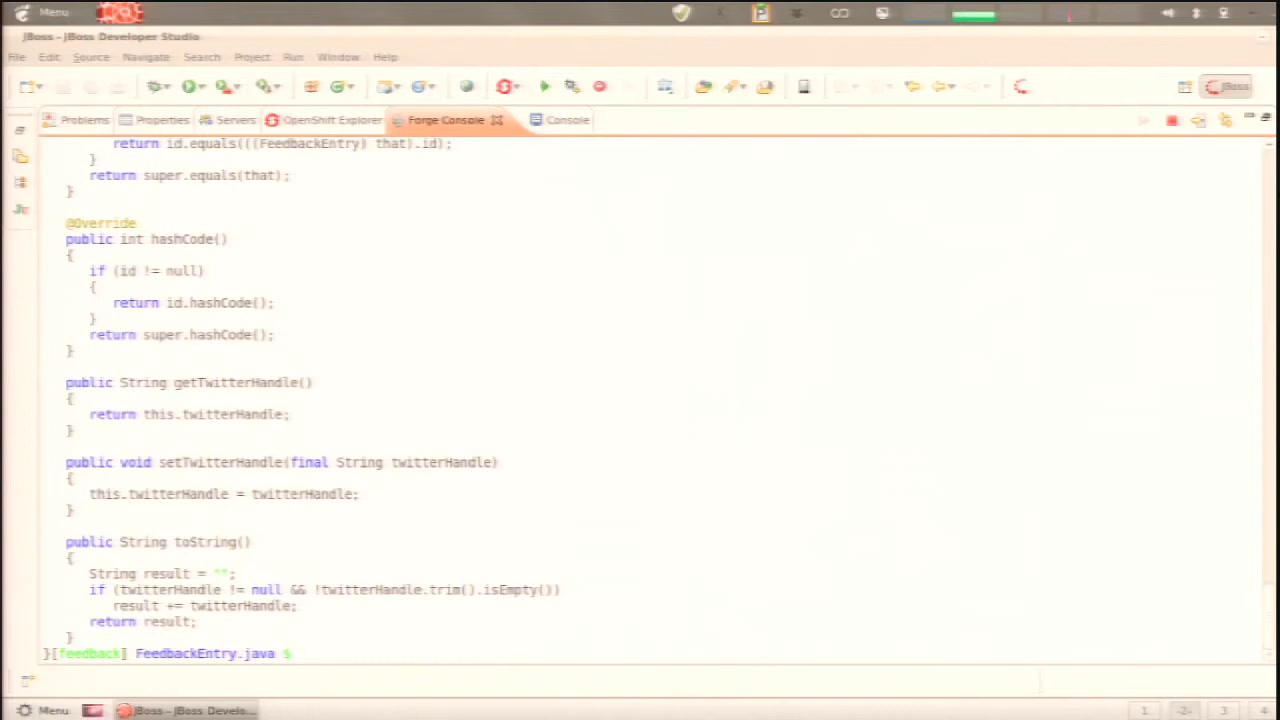 Menu
JBoss - JBoss Developer Studio
File Edit Source Navigate Search Project Run Window Help
JBoss
Problems Properties Servers OpenShift Explorer Forge Console Console
return id.equals(((FeedbackEntry) that).id);
}
return super.equals(that);
}
@Override
public int hashCode()
{
if (id != null)
{
return id.hashCode();
}
return super.hashCode();
}
public String getTwitterHandle()
{
return this.twitterHandle;
}
public void setTwitterHandle(final String twitterHandle)
{
this.twitterHandle = twitterHandle;
}
public String toString()
{
String result = "";
if (twitterHandle != null && !twitterHandle.trim().isEmpty())
result += twitterHandle;
return result;
}
}[feedback] FeedbackEntry.java $
Menu JBoss - JBoss Develo... 1 2 3 4